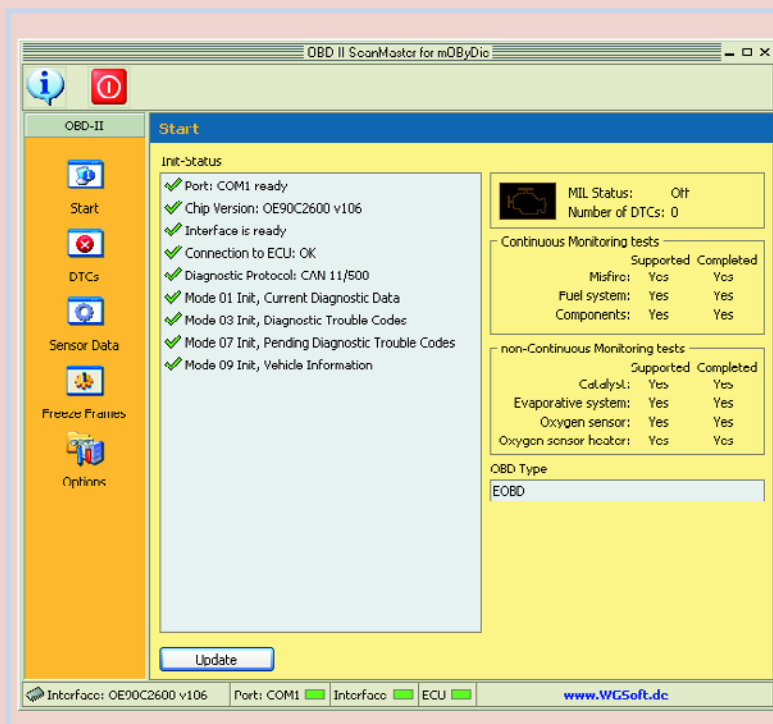 OBD II ScanMaster for mOByDic
OBD-II
Start
DTCs
Sensor Data
Freeze Frames
Options
Start
Init-Status
Port: COM1 ready
Chip Version: OE90C2600 v106
Interface is ready
Connection to ECU: OK
Diagnostic Protocol: CAN 11/500
Mode 01 Init, Current Diagnostic Data
Mode 03 Init, Diagnostic Trouble Codes
Mode 07 Init, Pending Diagnostic Trouble Codes
Mode 09 Init, Vehicle Information
Update
MIL Status: Off
Number of DTCs: 0
Continuous Monitoring tests
Supported Completed
Misfire: Yes Yes
Fuel system: Yes Yes
Components: Yes Yes
non-Continuous Monitoring tests
Supported Completed
Catalyst: Yes Yes
Evaporative system: Yes Yes
Oxygen sensor: Yes Yes
Oxygen sensor heater: Yes Yes
OBD Type
EOBD
Interface: OE90C2600 v106 Port: COM1 Interface ECU www.WGSoft.de